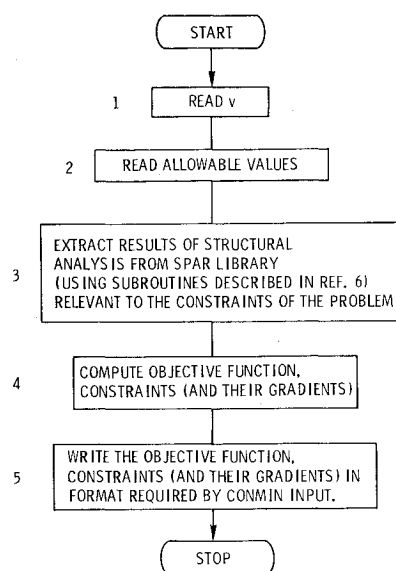 START
1
READ v
2
READ ALLOWABLE VALUES
3
EXTRACT RESULTS OF STRUCTURAL
ANALYSIS FROM SPAR LIBRARY
(USING SUBROUTINES DESCRIBED IN REF. 6)
RELEVANT TO THE CONSTRAINTS OF THE PROBLEM
4
COMPUTE OBJECTIVE FUNCTION,
CONSTRAINTS (AND THEIR GRADIENTS)
5
WRITE THE OBJECTIVE FUNCTION,
CONSTRAINTS (AND THEIR GRADIENTS) IN
FORMAT REQUIRED BY CONMIN INPUT.
STOP